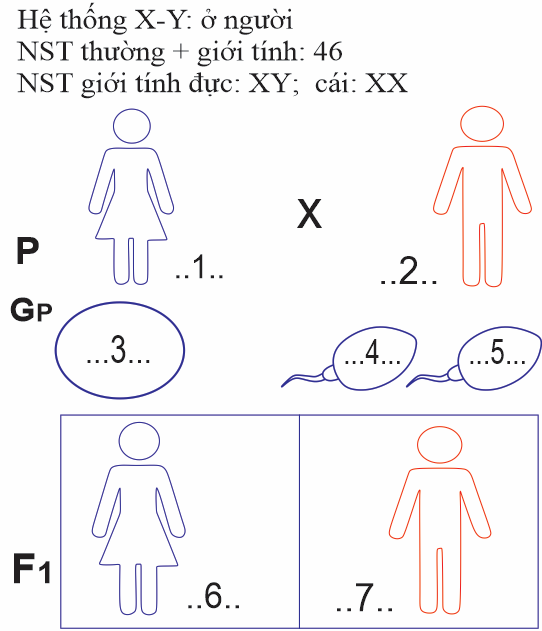 Hệ thống X-Y: ở người
NST thường + giới tính: 46
NST giới tính đực: XY;  cái: XX
P
..1..
X
..2..
GP
...3...
...4...
...5...
F1
..6..
..7..